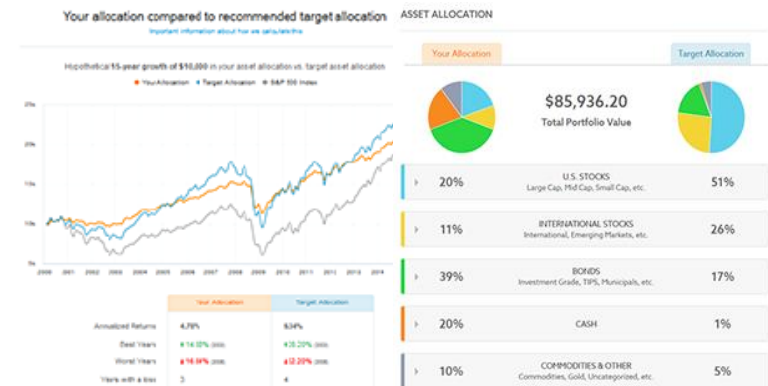 Your allocation compared to recommended target allocation
Important information about how we calculate this
Hypothetical 15-year growth of $10,000 in your asset allocation vs. target asset allocation
Your Allocation Target Allocation S&P 500 Index
2000 2001 2002 2003 2004 2005 2006 2007 2008 2009 2010 2011 2012 2013 2014
Your Allocation Target Allocation
Annualized Returns 4.78%
Best Years
Worst Years
Years with a loss 3 4
ASSET ALLOCATION
Your Allocation
Target Allocation
$85,936.20
Total Portfolio Value
20% U.S. STOCKS 51%
Large Cap, Mid Cap, Small Cap, etc.
11% INTERNATIONAL STOCKS 26%
International, Emerging Markets, etc.
39% BONDS 17%
Investment Grade, TIPS, Municipals, etc.
20% CASH 1%
10% COMMODITIES & OTHER 5%
Commodities, Gold, Uncategorized, etc.